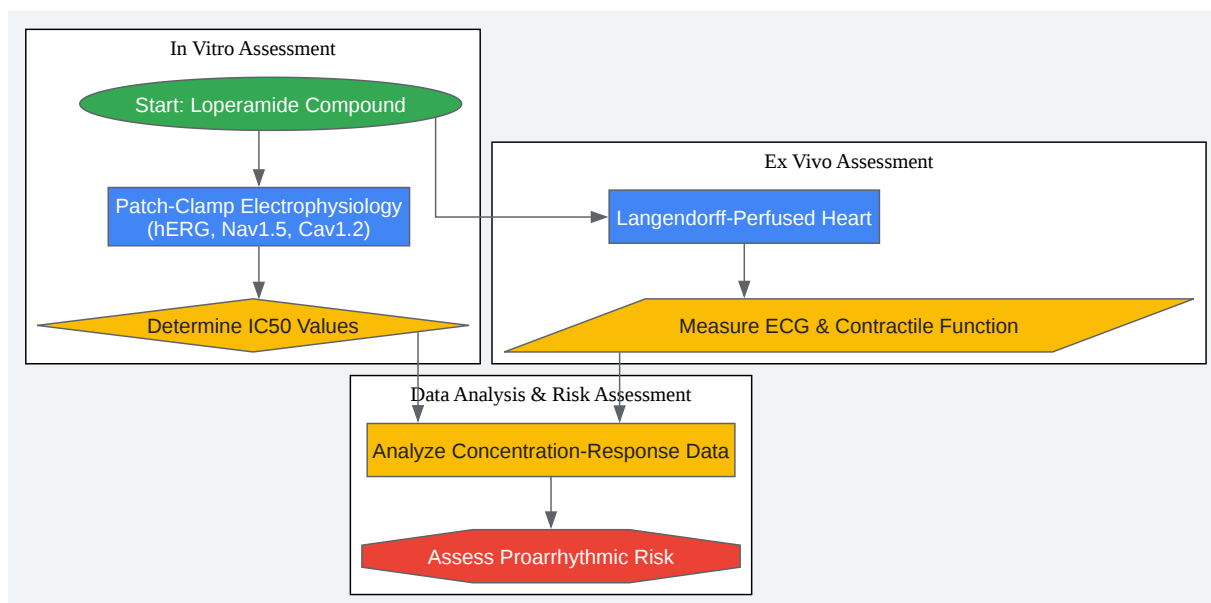 In Vitro Assessment
Start: Loperamide Compound
Patch-Clamp Electrophysiology
(hERG, Nav1.5, Cav1.2)
Determine IC50 Values
Ex Vivo Assessment
Langendorff-Perfused Heart
Measure ECG & Contractile Function
Data Analysis & Risk Assessment
Analyze Concentration-Response Data
Assess Proarrhythmic Risk